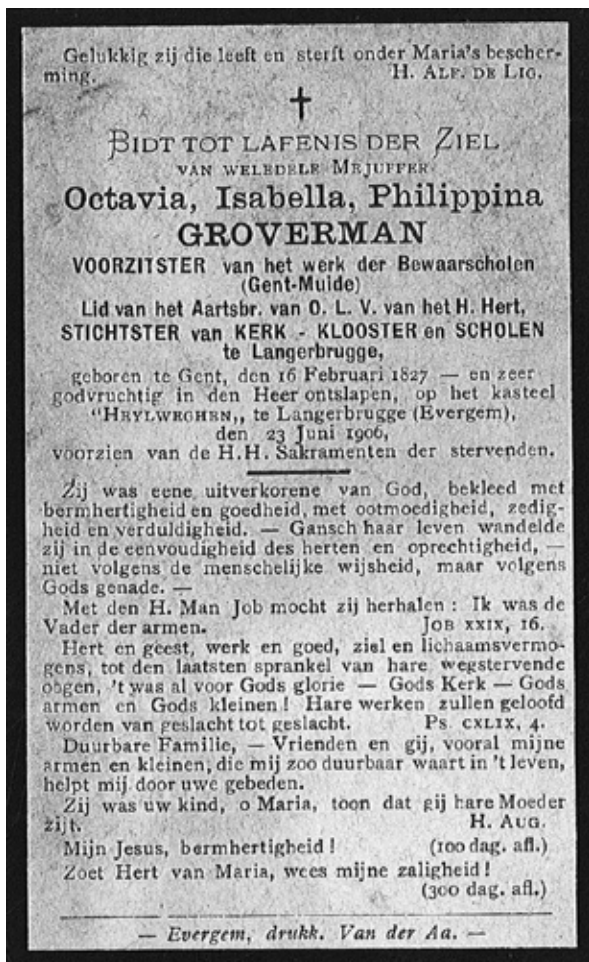 Gelukkig zij die leeft en sterft onder Maria's bescher-
ming. H. Alf. de Lig.
Bidt tot lafenis der Ziel
van weledele Mejuffer
Octavia, Isabella, Philippina
GROVERMAN
VOORZITSTER van het werk der Bewaarscholen
(Gent-Muide)
Lid van het Aartsbr. van O. L. V. van het H. Hert,
STICHTSTER van KERK - KLOOSTER en SCHOLEN
te Langerbrugge,
geboren te Gent, den 16 Februari 1827 — en zeer
godvruchtig in den Heer ontslapen, op het kasteel
"Heylweghen,, te Langerbrugge (Evergem),
den 23 Juni 1906,
voorzien van de H.H. Sakramenten der stervenden.
Zij was eene uitverkorene van God, bekleed met
bermhertigheid en goedheid, met ootmoedigheid, zedig-
heid en verduldigheid. — Gansch haar leven wandelde
zij in de eenvoudigheid des herten en oprechtigheid, —
niet volgens de menschelijke wijsheid, maar volgens
Gods genade. —
Met den H. Man Job mocht zij herhalen : Ik was de
Vader der armen. Job xxix, 16.
Hert en geest, werk en goed, ziel en lichaamsvermo-
gens, tot den laatsten sprankel van hare wegstervende
oogen, 't was al voor Gods glorie — Gods Kerk — Gods
armen en Gods kleinen ! Hare werken zullen geloofd
worden van geslacht tot geslacht. Ps. cxlix, 4.
Duurbare Familie, — Vrienden en gij, vooral mijne
armen en kleinen, die mij zoo duurbaar waart in 't leven,
helpt mij door uwe gebeden.
Zij was uw kind, o Maria, toon dat gij hare Moeder
zijt. H. Aug.
Mijn Jesus, bermhertigheid ! (100 dag. afl.)
Zoet Hert van Maria, wees mijne zaligheid !
(300 dag. afl.)
— Evergem, drukk. Van der Aa. —